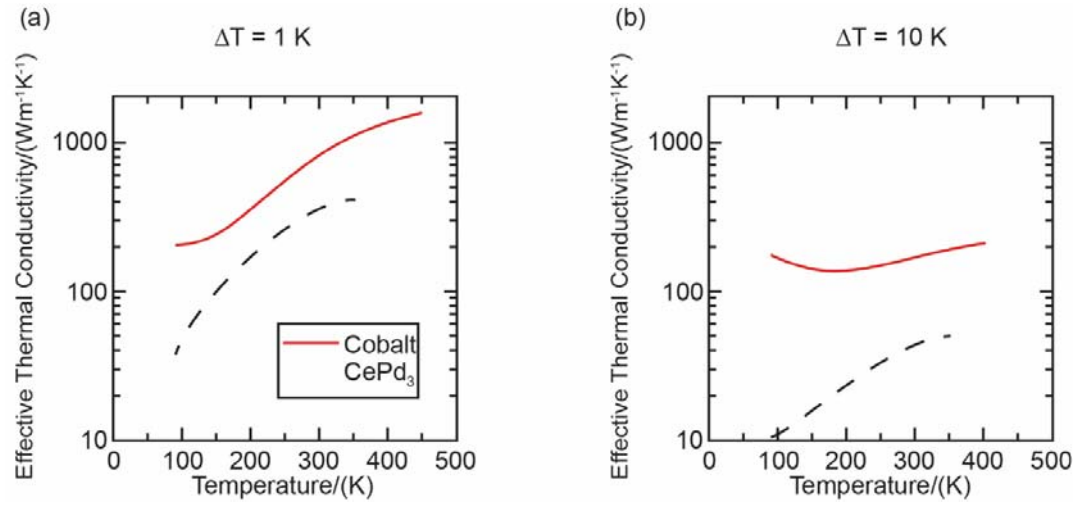 (a)
ΔT = 1 K
Effective Thermal Conductivity/(Wm⁻¹K⁻¹)
1000
100
10
0 100 200 300 400 500
Temperature/(K)
Cobalt
CePd₃
(b)
ΔT = 10 K
Effective Thermal Conductivity/(Wm⁻¹K⁻¹)
1000
100
10
0 100 200 300 400 500
Temperature/(K)